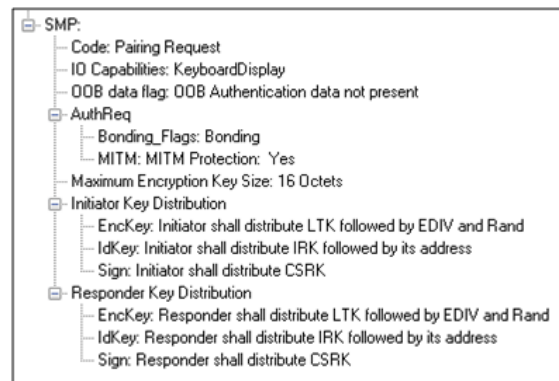 SMP:
Code: Pairing Request
IO Capabilities: KeyboardDisplay
OOB data flag: OOB Authentication data not present
AuthReq
Bonding_Flags: Bonding
MITM: MITM Protection: Yes
Maximum Encryption Key Size: 16 Octets
Initiator Key Distribution
EncKey: Initiator shall distribute LTK followed by EDIV and Rand
IdKey: Initiator shall distribute IRK followed by its address
Sign: Initiator shall distribute CSRK
Responder Key Distribution
EncKey: Responder shall distribute LTK followed by EDIV and Rand
IdKey: Responder shall distribute IRK followed by its address
Sign: Responder shall distribute CSRK